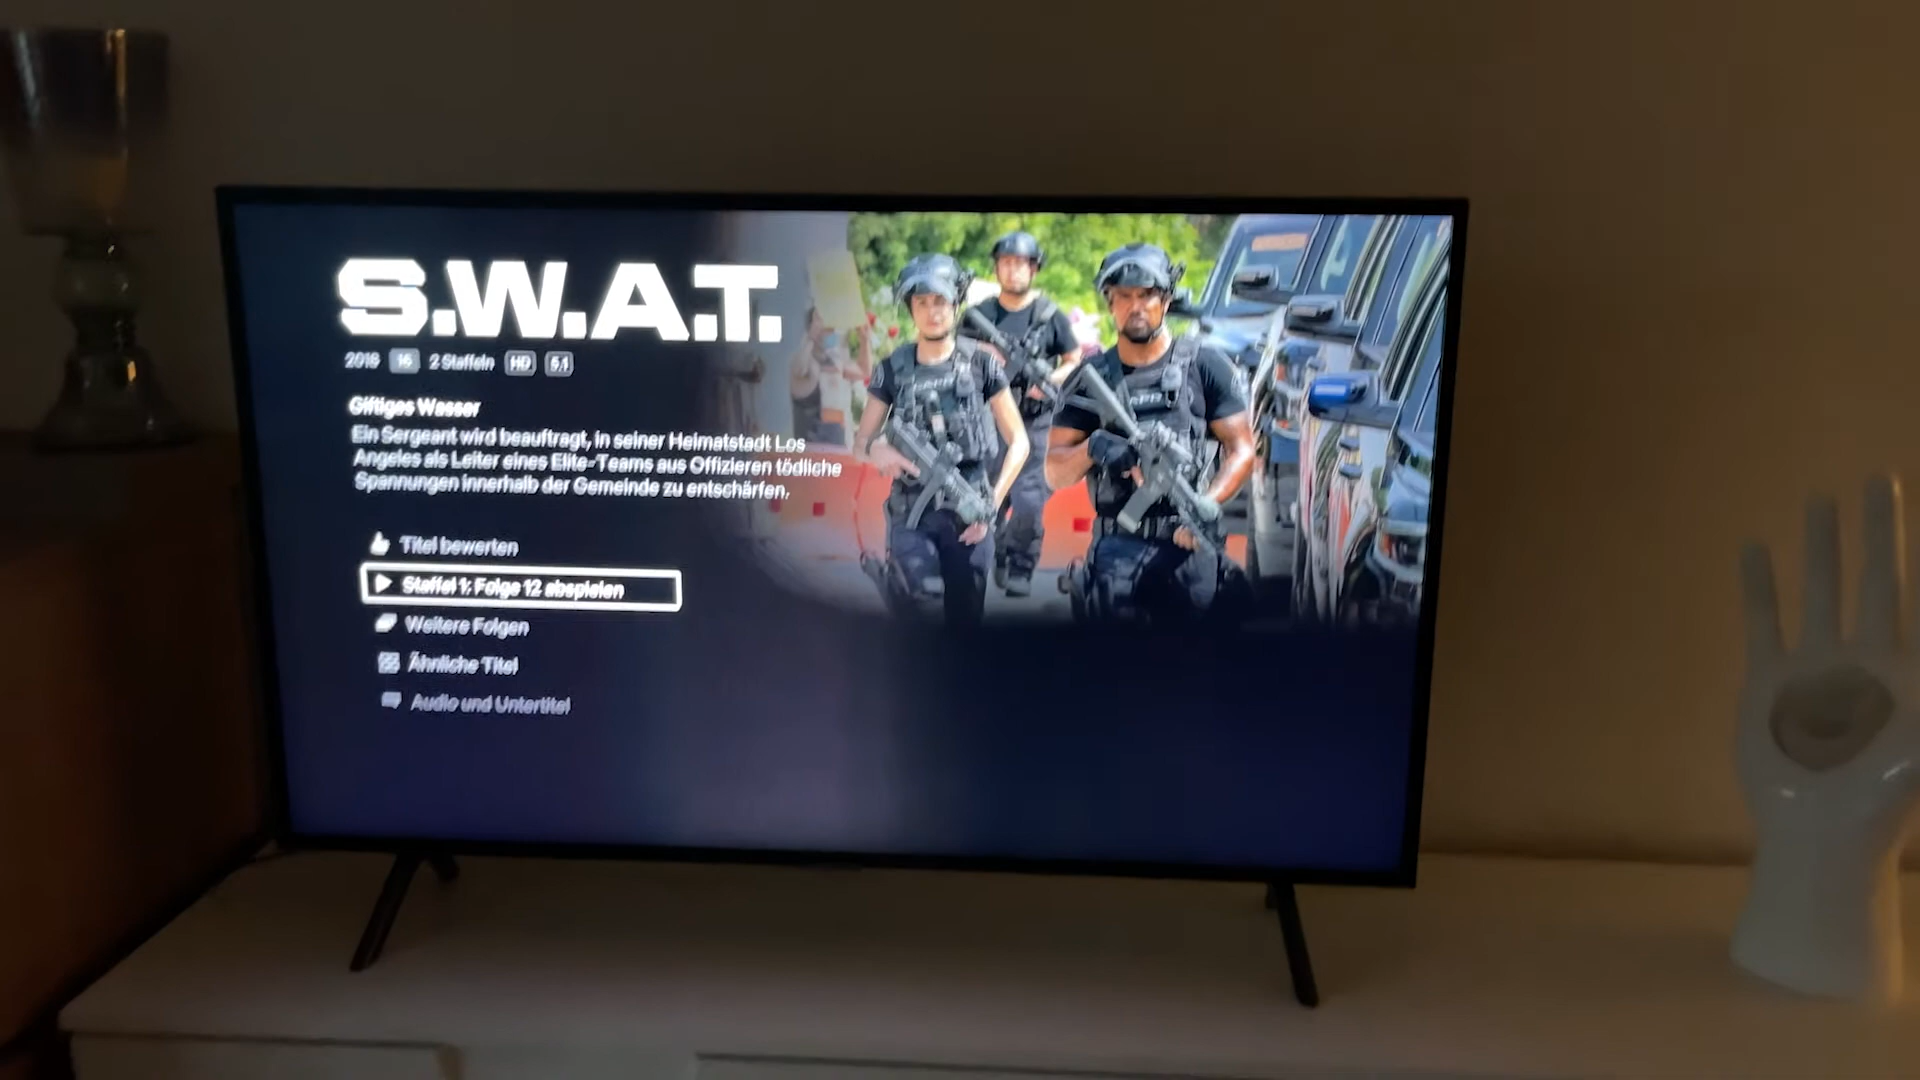 S.W.A.T.
2018 16 2 Staffeln HD 5.1
Giftiges Wasser
Ein Sergeant wird beauftragt, in seiner Heimatstadt Los
Angeles als Leiter eines Elite-Teams aus Offizieren tödliche
Spannungen innerhalb der Gemeinde zu entschärfen.
Titel bewerten
Staffel 1: Folge 12 abspielen
Weitere Folgen
Ähnliche Titel
Audio und Untertitel